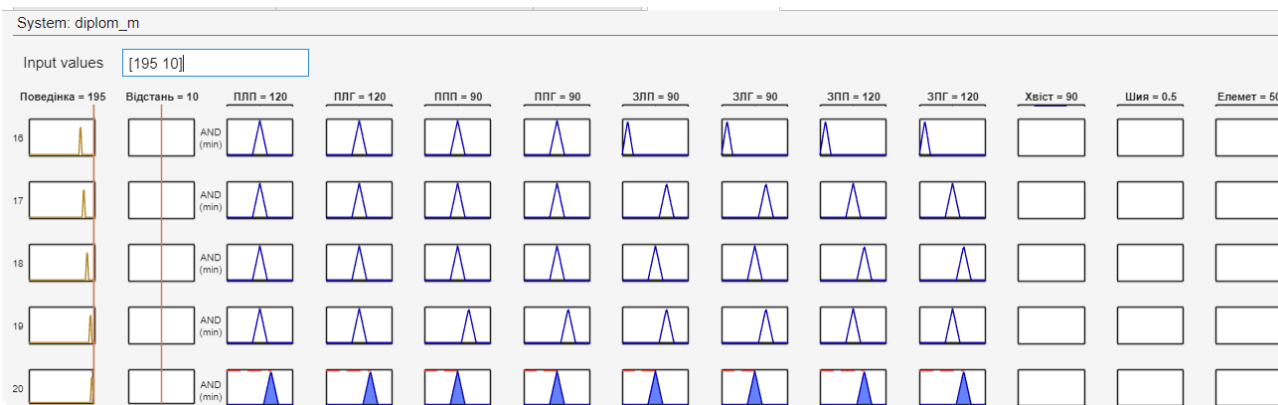 System: diplom_m
Input values [195 10]
Поведінка = 195 Відстань = 10 ПЛП = 120 ПЛГ = 120 ППП = 90 ППГ = 90 ЗЛП = 90 ЗЛГ = 90 ЗПП = 120 ЗПГ = 120 Хвіст = 90 Шия = 0.5 Елемет = 50
16 AND
(min)
17 AND
(min)
18 AND
(min)
19 AND
(min)
20 AND
(min)